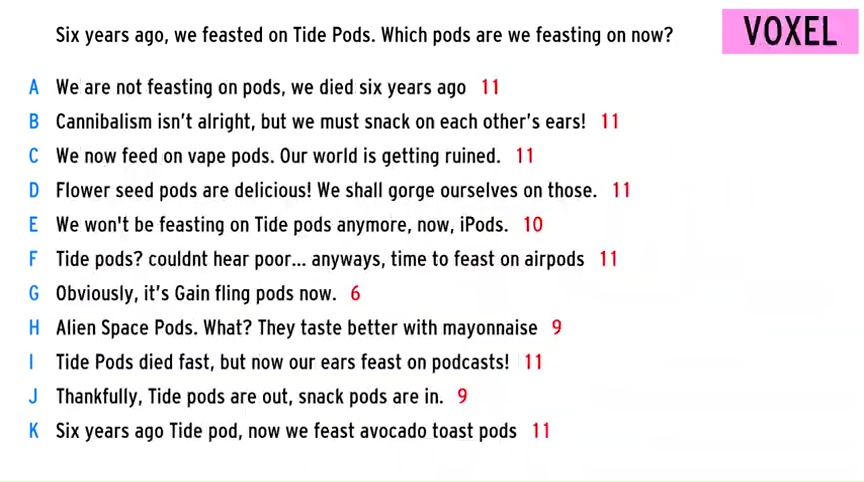 Six years ago, we feasted on Tide Pods. Which pods are we feasting on now?
VOXEL
A We are not feasting on pods, we died six years ago 11
B Cannibalism isn’t alright, but we must snack on each other’s ears! 11
C We now feed on vape pods. Our world is getting ruined. 11
D Flower seed pods are delicious! We shall gorge ourselves on those. 11
E We won't be feasting on Tide pods anymore, now, iPods. 10
F Tide pods? couldnt hear poor... anyways, time to feast on airpods 11
G Obviously, it’s Gain fling pods now. 6
H Alien Space Pods. What? They taste better with mayonnaise 9
I Tide Pods died fast, but now our ears feast on podcasts! 11
J Thankfully, Tide pods are out, snack pods are in. 9
K Six years ago Tide pod, now we feast avocado toast pods 11